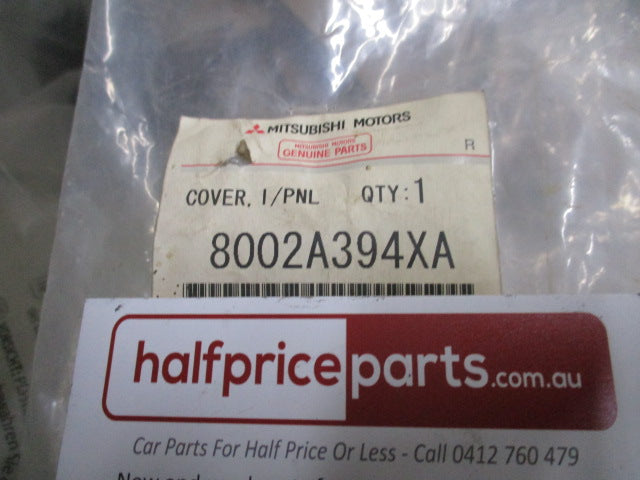 MITSUBISHI MOTORS
MITSUBISHI MOTORS
GENUINE PARTS
R
COVER, I/PNL QTY:1
8002A394XA
halfpriceparts.com.au
Car Parts For Half Price Or Less - Call 0412 760 479